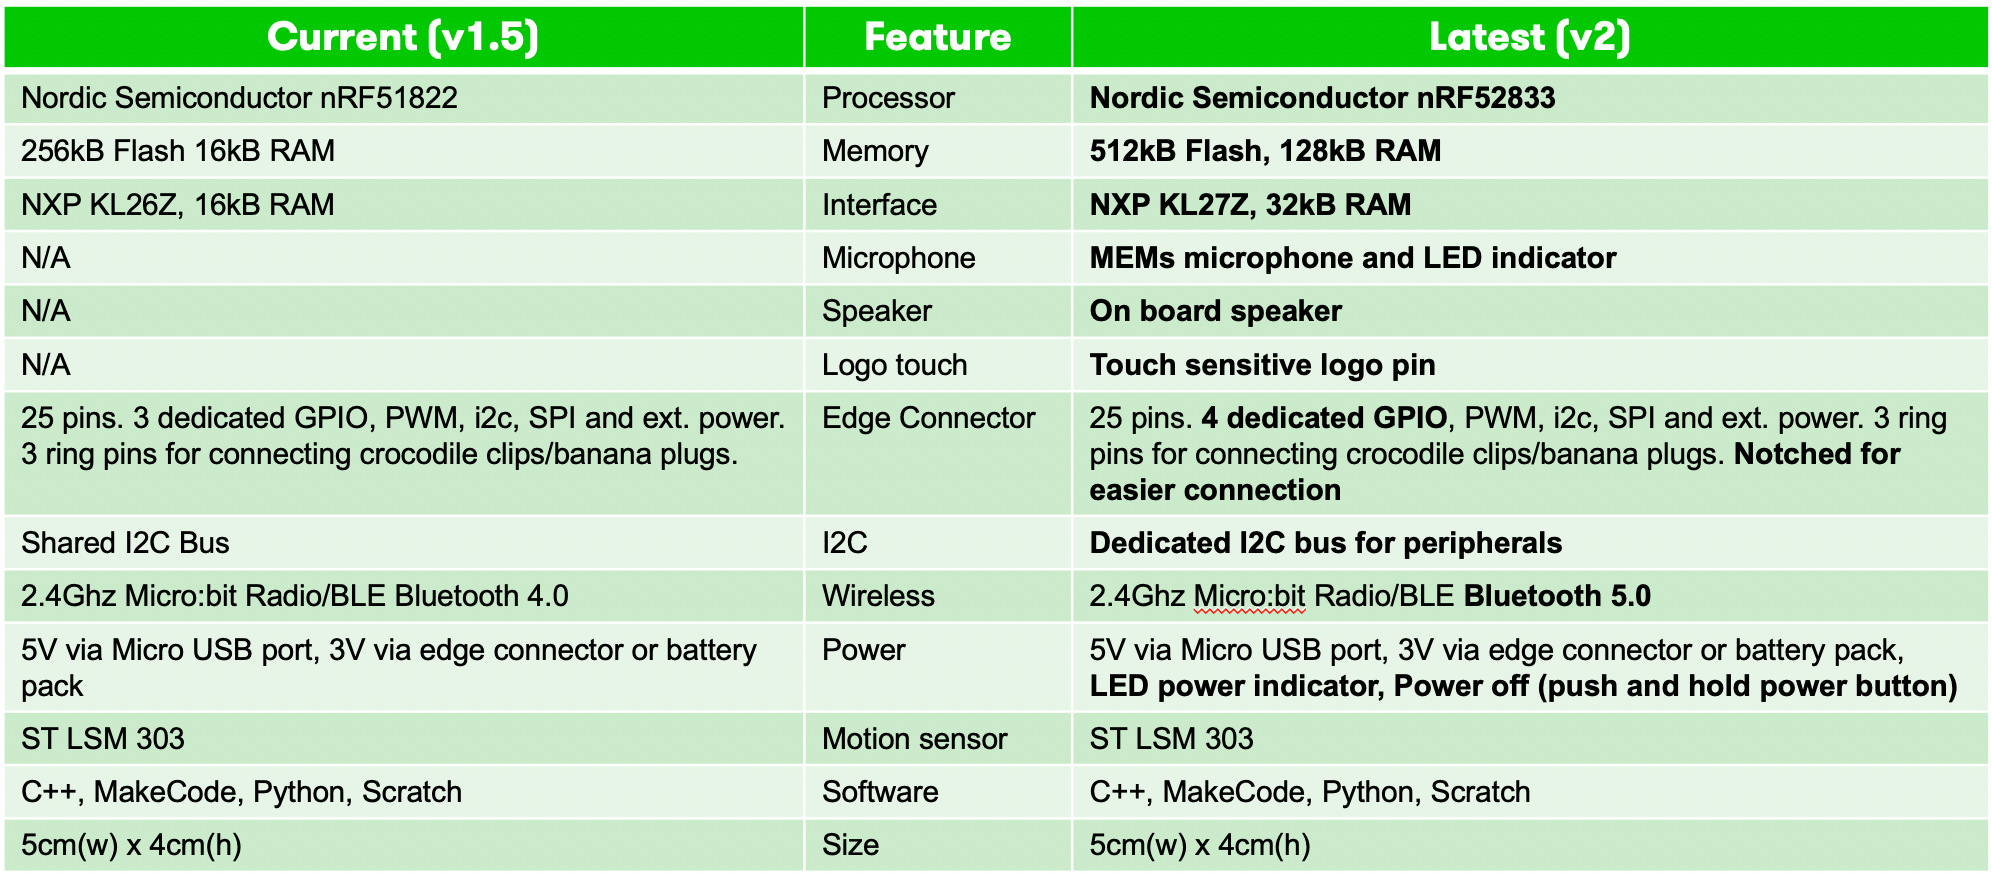 Current (v1.5) Feature Latest (v2)
Nordic Semiconductor nRF51822 Processor Nordic Semiconductor nRF52833
256kB Flash 16kB RAM Memory 512kB Flash, 128kB RAM
NXP KL26Z, 16kB RAM Interface NXP KL27Z, 32kB RAM
N/A Microphone MEMs microphone and LED indicator
N/A Speaker On board speaker
N/A Logo touch Touch sensitive logo pin
25 pins. 3 dedicated GPIO, PWM, i2c, SPI and ext. power. Edge Connector 25 pins. 4 dedicated GPIO, PWM, i2c, SPI and ext. power. 3 ring
3 ring pins for connecting crocodile clips/banana plugs. pins for connecting crocodile clips/banana plugs. Notched for
easier connection
Shared I2C Bus I2C Dedicated I2C bus for peripherals
2.4Ghz Micro:bit Radio/BLE Bluetooth 4.0 Wireless 2.4Ghz Micro:bit Radio/BLE Bluetooth 5.0
5V via Micro USB port, 3V via edge connector or battery Power 5V via Micro USB port, 3V via edge connector or battery pack,
pack LED power indicator, Power off (push and hold power button)
ST LSM 303 Motion sensor ST LSM 303
C++, MakeCode, Python, Scratch Software C++, MakeCode, Python, Scratch
5cm(w) x 4cm(h) Size 5cm(w) x 4cm(h)